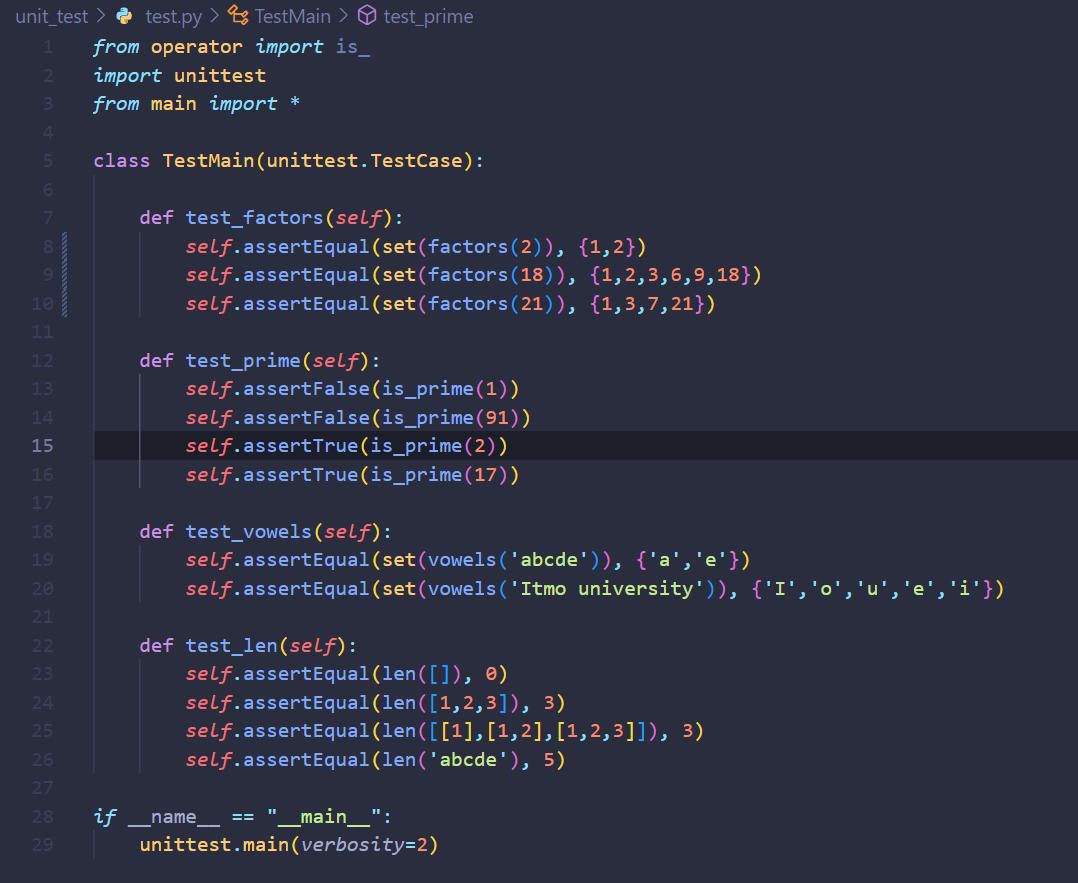 unit_test > test.py > TestMain > test_prime
1 from operator import is_
2 import unittest
3 from main import *
4
5 class TestMain(unittest.TestCase):
6
7     def test_factors(self):
8         self.assertEqual(set(factors(2)), {1,2})
9         self.assertEqual(set(factors(18)), {1,2,3,6,9,18})
10         self.assertEqual(set(factors(21)), {1,3,7,21})
11
12     def test_prime(self):
13         self.assertFalse(is_prime(1))
14         self.assertFalse(is_prime(91))
15         self.assertTrue(is_prime(2))
16         self.assertTrue(is_prime(17))
17
18     def test_vowels(self):
19         self.assertEqual(set(vowels('abcde')), {'a','e'})
20         self.assertEqual(set(vowels('Itmo university')), {'I','o','u','e','i'})
21
22     def test_len(self):
23         self.assertEqual(len([]), 0)
24         self.assertEqual(len([1,2,3]), 3)
25         self.assertEqual(len([[1],[1,2],[1,2,3]]), 3)
26         self.assertEqual(len('abcde'), 5)
27
28 if __name__ == "__main__":
29     unittest.main(verbosity=2)